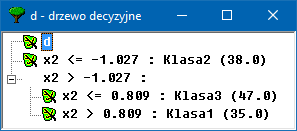 d - drzewo decyzyjne
d
x2 <= -1.027 : Klasa2 (38.0)
x2 > -1.027 :
x2 <= 0.809 : Klasa3 (47.0)
x2 > 0.809 : Klasa1 (35.0)